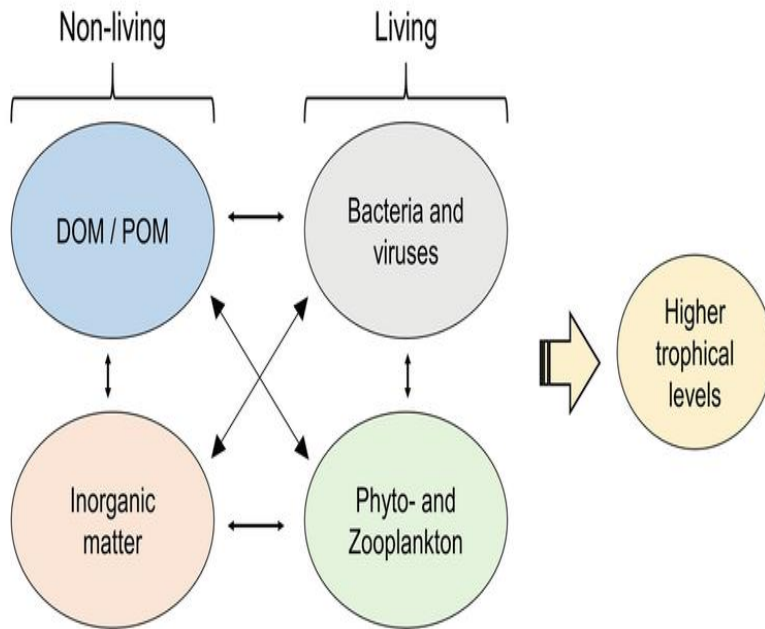 Non-living
Living
DOM / POM
Bacteria and
viruses
Higher
trophical
levels
Inorganic
matter
Phyto- and
Zooplankton